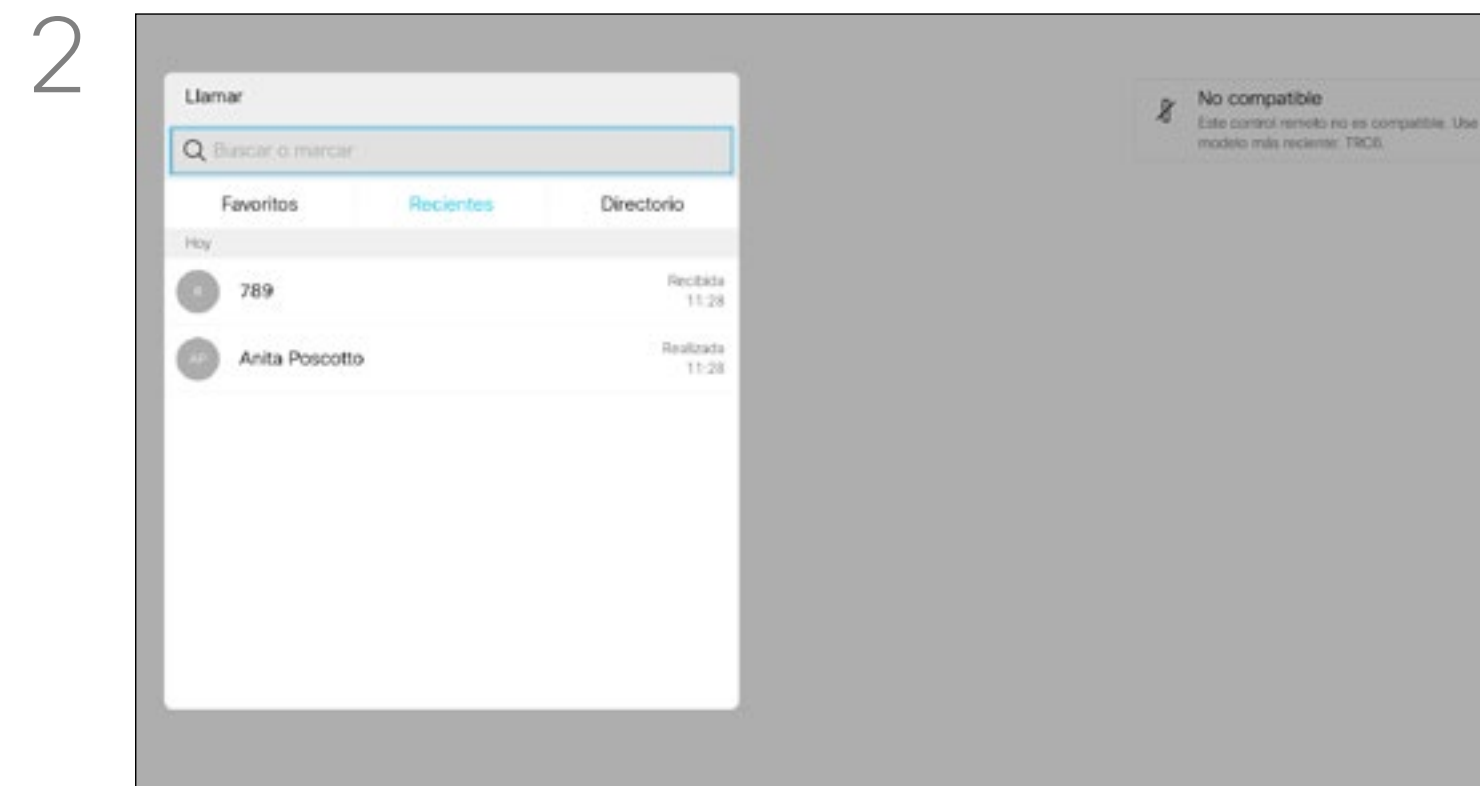 2
Llamar
Buscar o marcar
Favoritos Recientes Directorio
Hoy
789 Recibida
11:28
AP Anita Poscotto Realizada
11:28
No compatible
Este control remoto no es compatible. Use
modelo más reciente: TRC6.